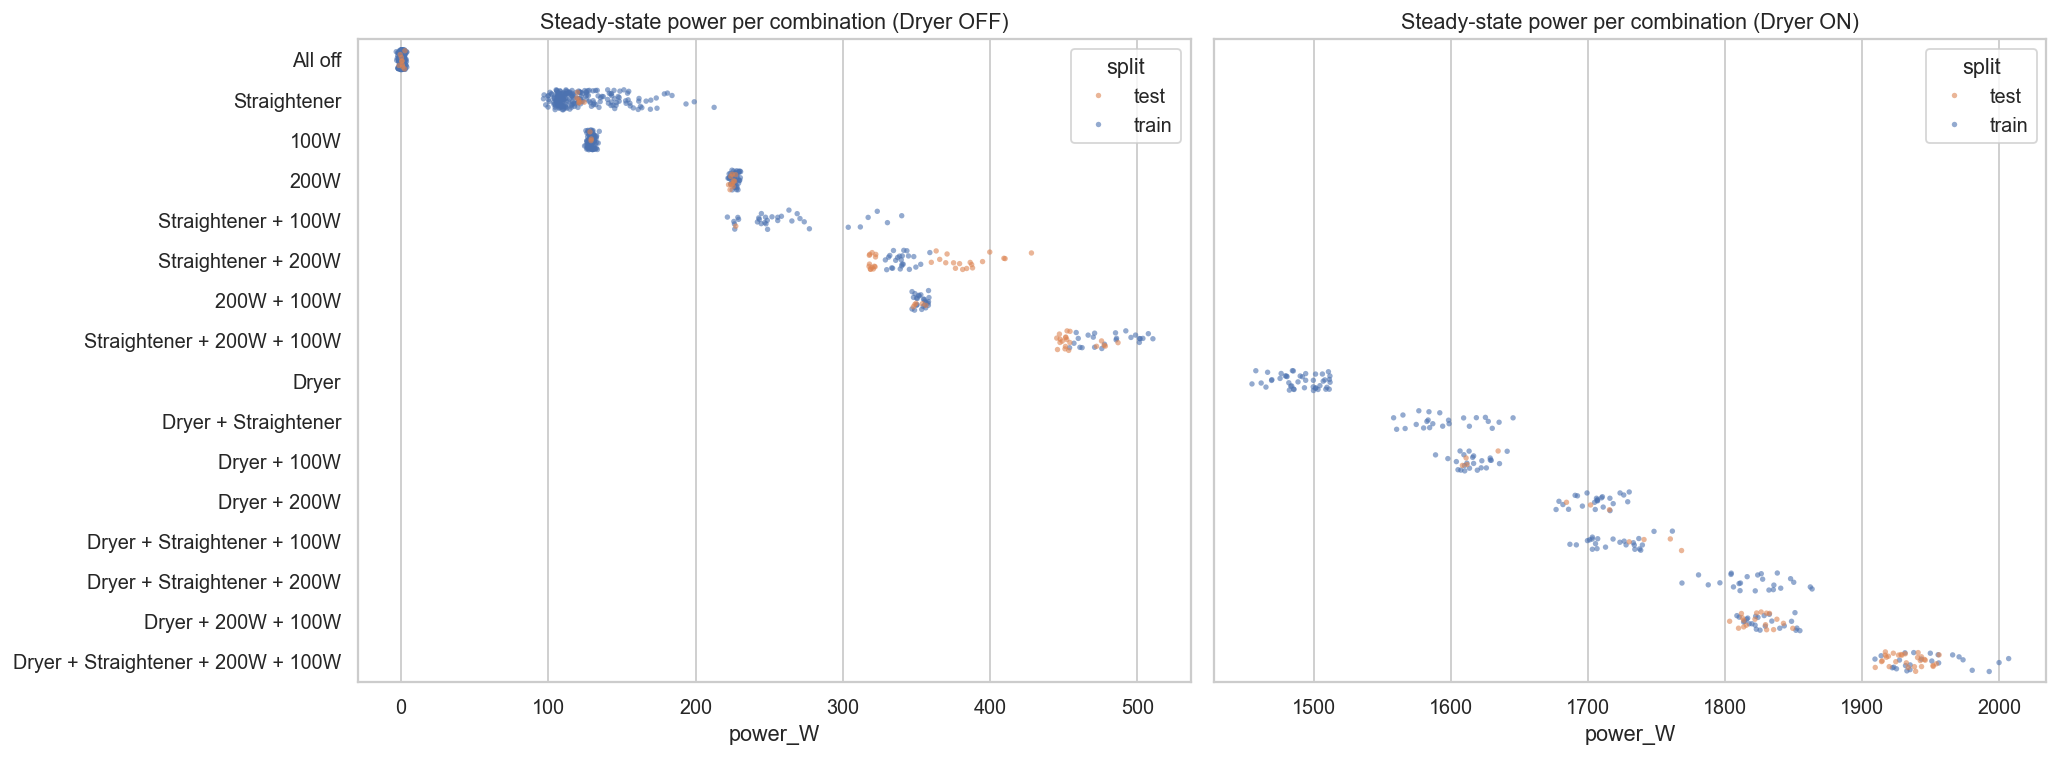 Steady-state power per combination (Dryer OFF)
Steady-state power per combination (Dryer ON)
All off
Straightener
100W
200W
Straightener + 100W
Straightener + 200W
200W + 100W
Straightener + 200W + 100W
Dryer
Dryer + Straightener
Dryer + 100W
Dryer + 200W
Dryer + Straightener + 100W
Dryer + Straightener + 200W
Dryer + 200W + 100W
Dryer + Straightener + 200W + 100W
split
test
train
split
test
train
0 100 200 300 400 500
power_W
1500 1600 1700 1800 1900 2000
power_W